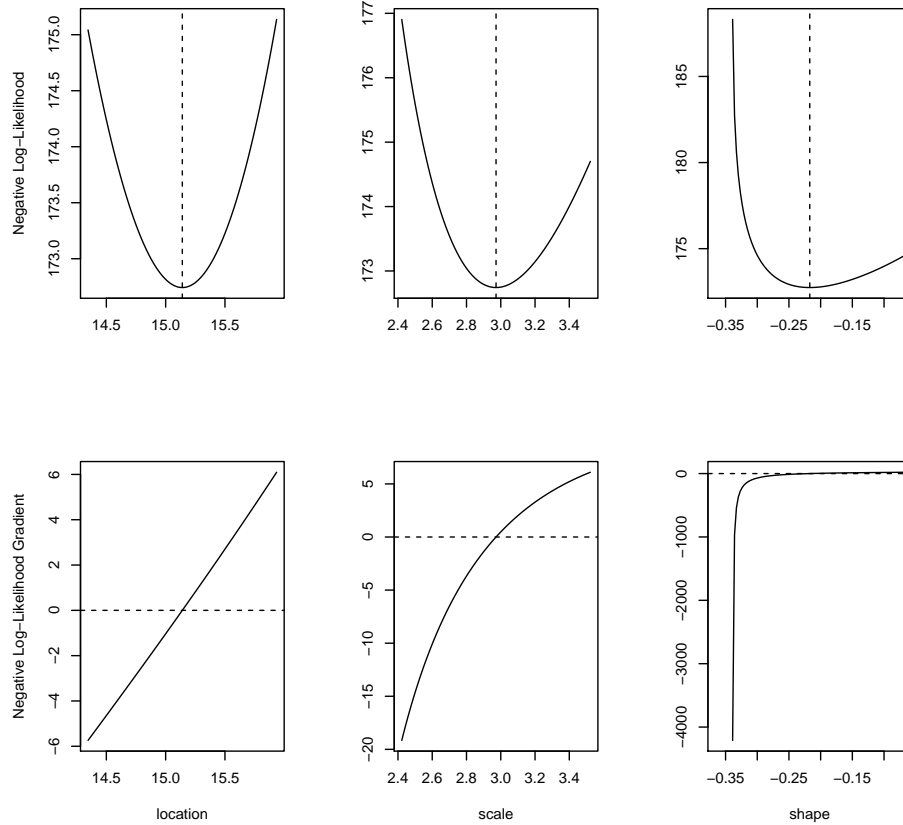 Negative Log−Likelihood
173.0 173.5 174.0 174.5 175.0
14.5 15.0 15.5
173 174 175 176 177
2.4 2.6 2.8 3.0 3.2 3.4
175 180 185
−0.35 −0.25 −0.15
Negative Log−Likelihood Gradient
−6 −4 −2 0 2 4 6
14.5 15.0 15.5
location
−20 −15 −10 −5 0 5
2.4 2.6 2.8 3.0 3.2 3.4
scale
−4000 −3000 −2000 −1000 0
−0.35 −0.25 −0.15
shape